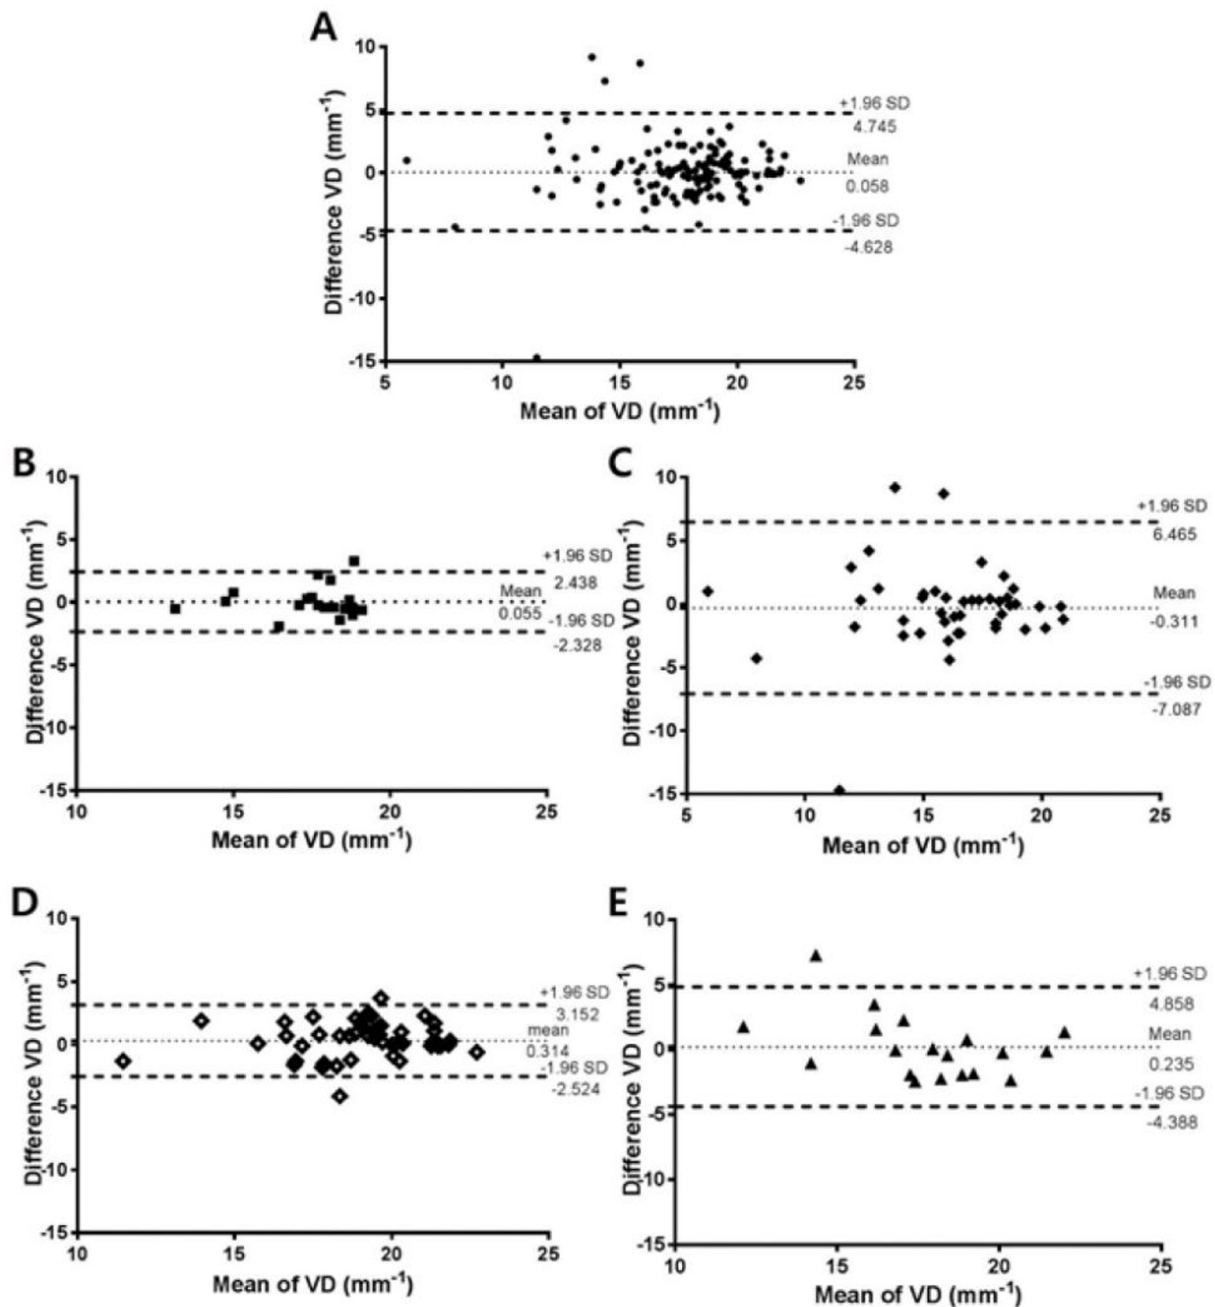 A
10
5
0
-5
-10
-15
5
10
15
20
25
Difference VD (mm⁻¹)
Mean of VD (mm⁻¹)
+1.96 SD
4.745
Mean
0.058
-1.96 SD
-4.628
B
10
5
0
-5
-10
-15
10
15
20
25
Difference VD (mm⁻¹)
Mean of VD (mm⁻¹)
+1.96 SD
2.438
Mean
0.055
-1.96 SD
-2.328
C
10
5
0
-5
-10
-15
5
10
15
20
25
Difference VD (mm⁻¹)
Mean of VD (mm⁻¹)
+1.96 SD
6.465
Mean
-0.311
-1.96 SD
-7.087
D
10
5
0
-5
-10
-15
10
15
20
25
Difference VD (mm⁻¹)
Mean of VD (mm⁻¹)
+1.96 SD
3.152
mean
0.314
-1.96 SD
-2.524
E
10
5
0
-5
-10
-15
10
15
20
25
Difference VD (mm⁻¹)
Mean of VD (mm⁻¹)
+1.96 SD
4.858
Mean
0.235
-1.96 SD
-4.388